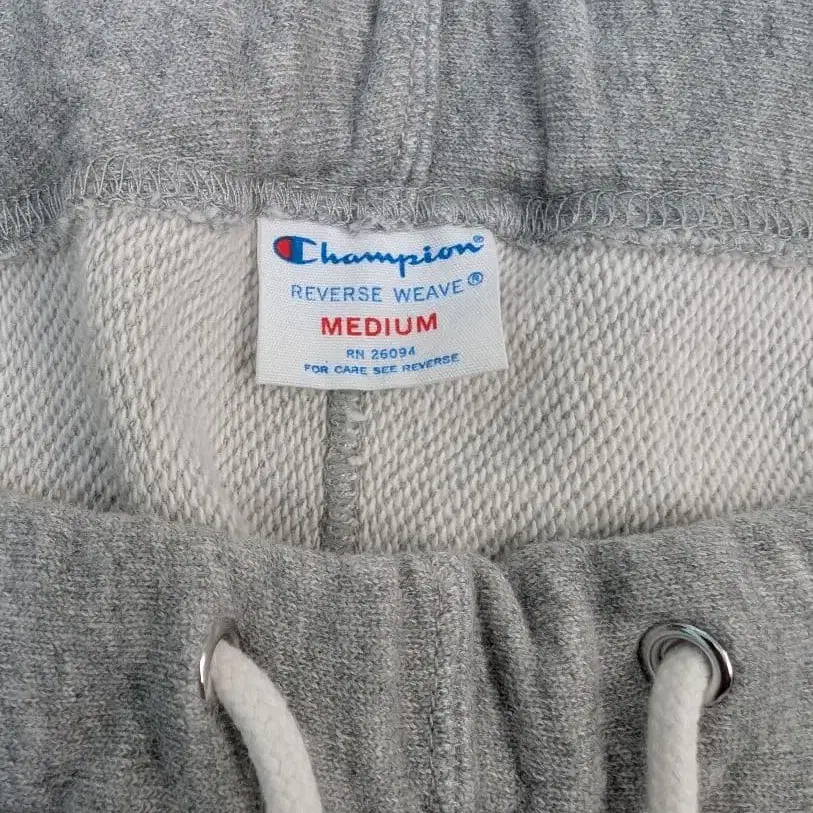 Champion®
REVERSE WEAVE®
MEDIUM
RN 26094
FOR CARE SEE REVERSE